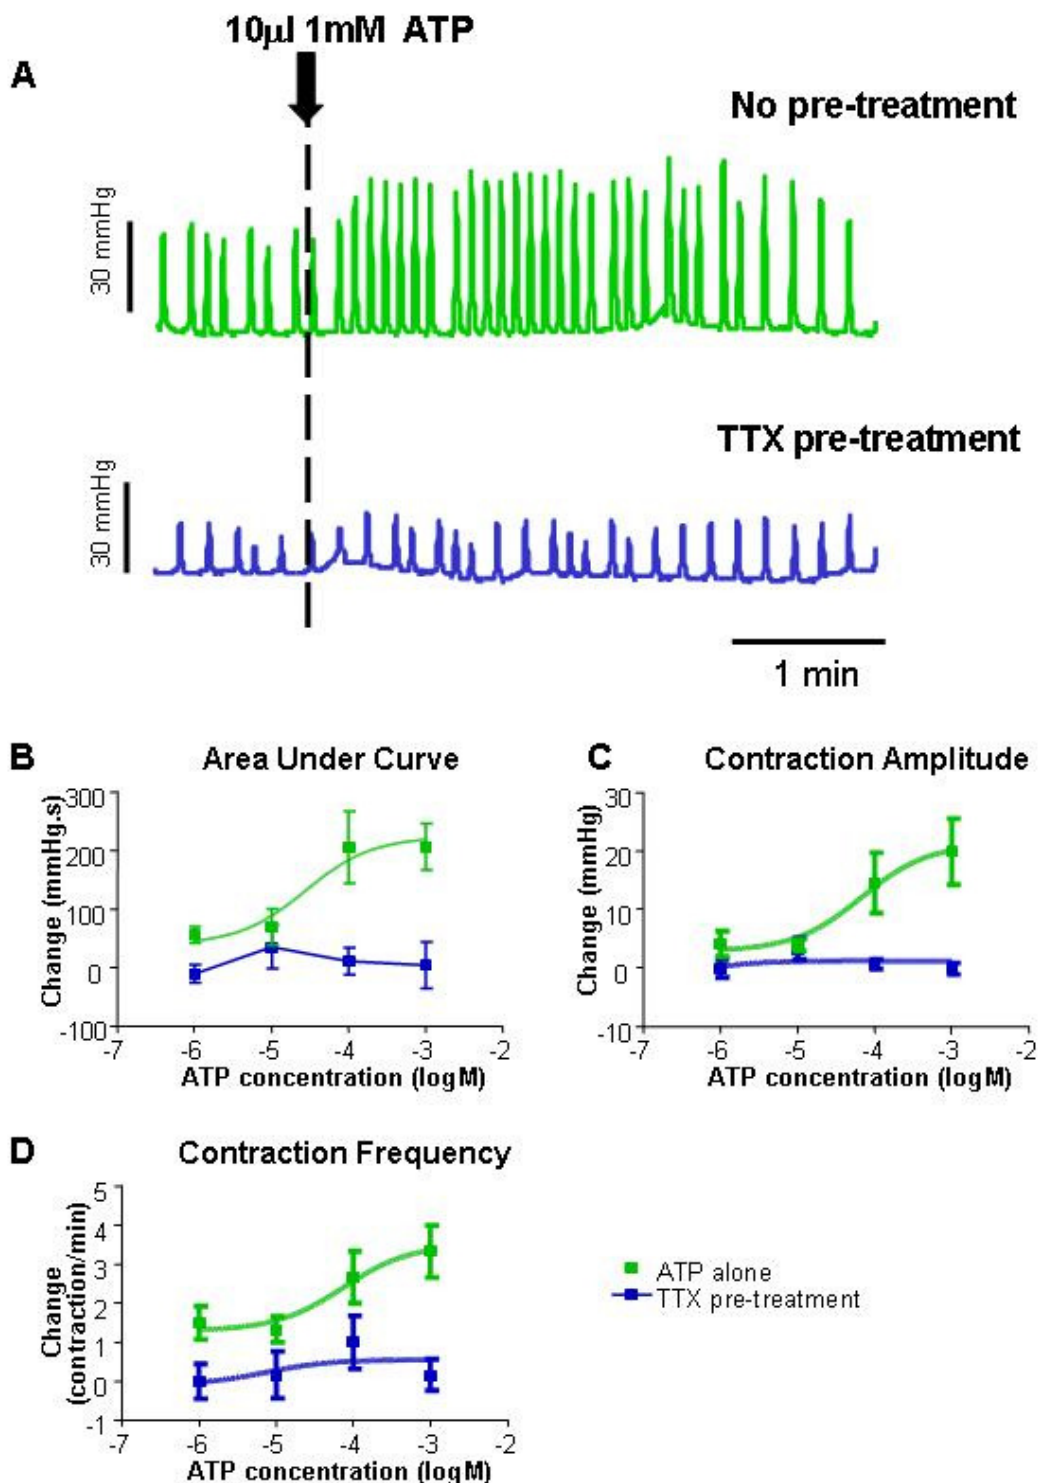 10µl 1mM ATP
A
No pre-treatment
30 mmHg
TTX pre-treatment
30 mmHg
1 min
B
Area Under Curve
Change (mmHg.s)
300
200
100
0
-100
-7 -6 -5 -4 -3 -2
ATP concentration (logM)
C
Contraction Amplitude
Change (mmHg)
30
20
10
0
-10
-7 -6 -5 -4 -3 -2
ATP concentration (logM)
D
Contraction Frequency
Change
(contraction/min)
5
4
3
2
1
0
-1
-7 -6 -5 -4 -3 -2
ATP concentration (logM)
ATP alone
TTX pre-treatment